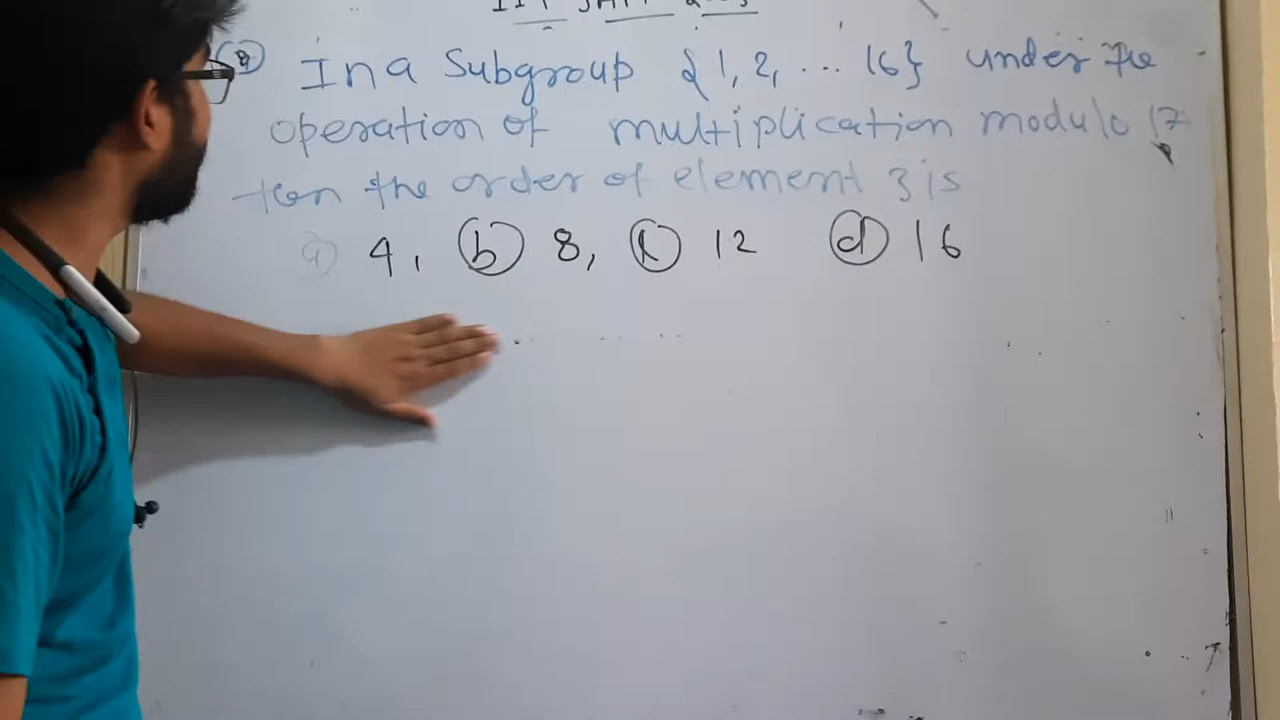 In a Subgroup {1, 2, ... 16} under the
operation of multiplication modulo 17
ten the order of element 3 is
a) 4, b 8, c 12 d 16